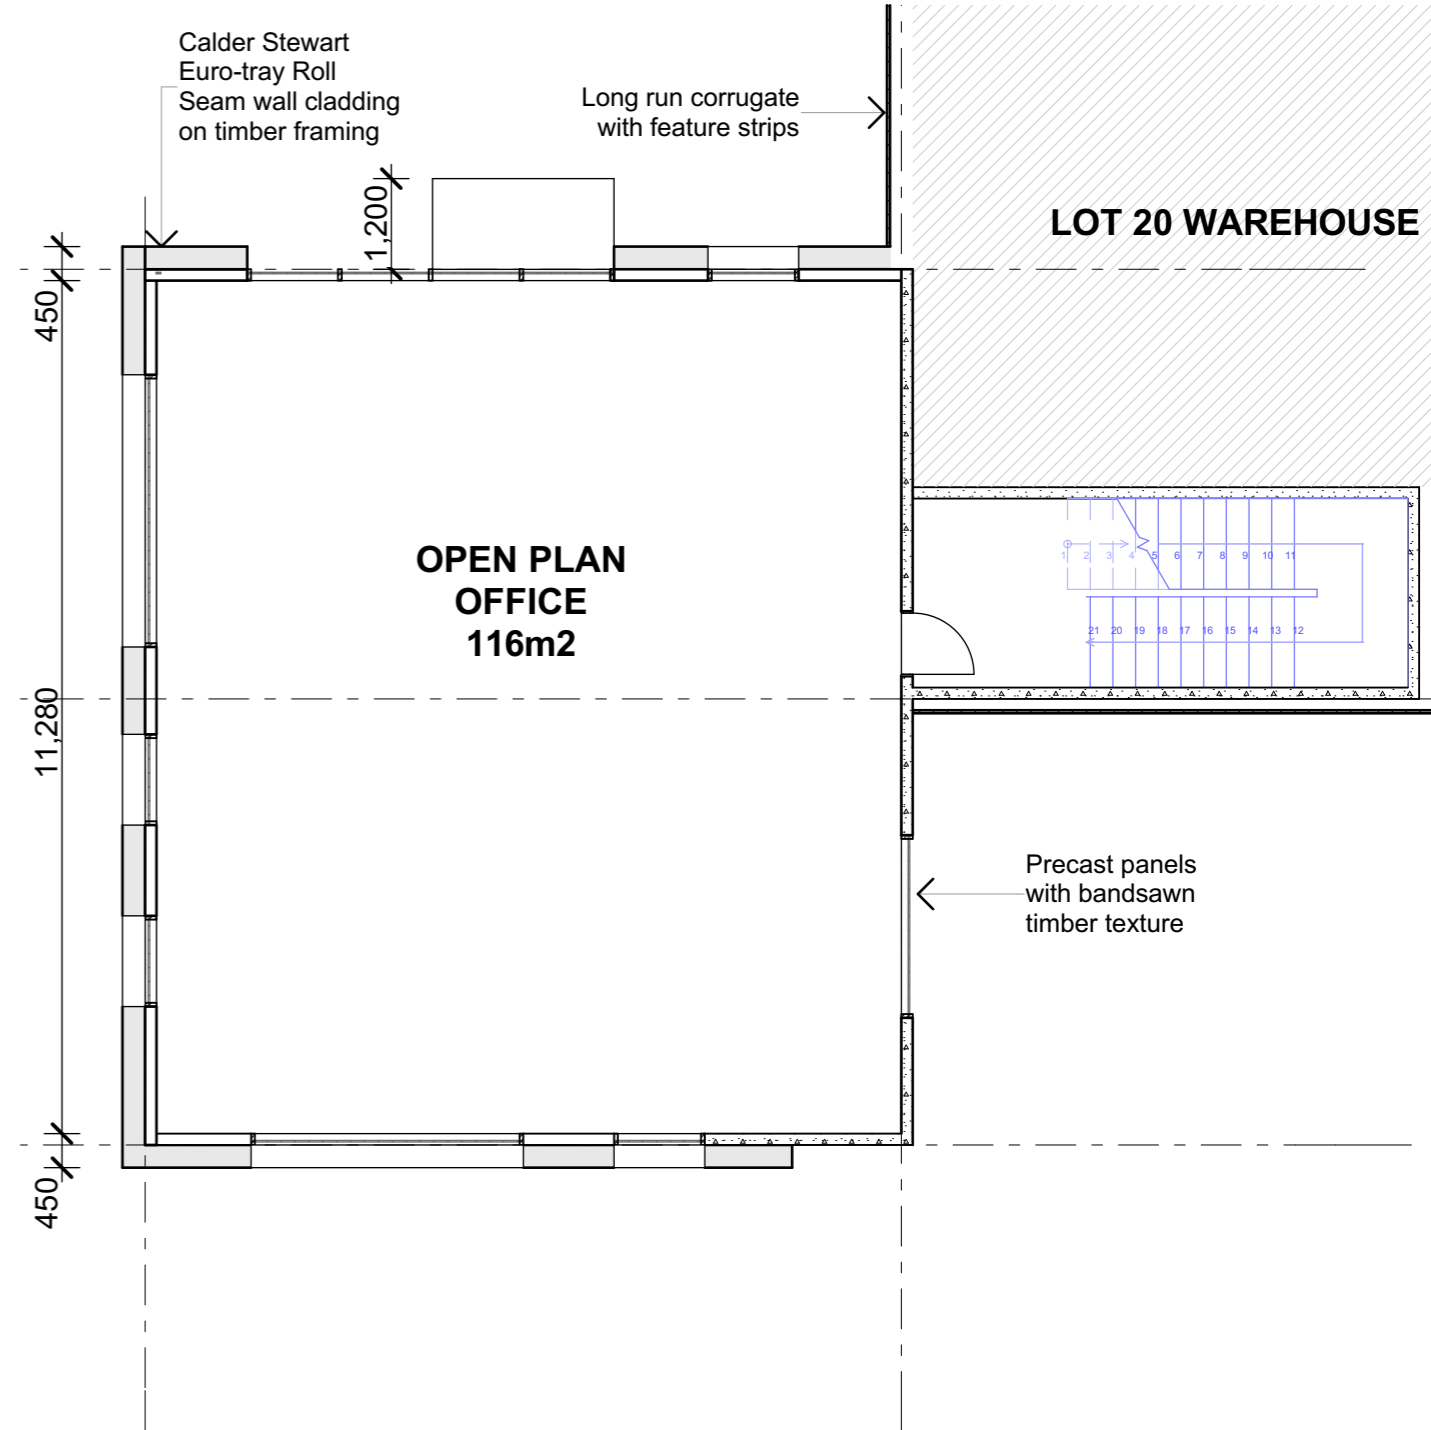 Calder Stewart
Euro-tray Roll
Seam wall cladding
on timber framing
Long run corrugate
with feature strips
1,200
LOT 20 WAREHOUSE
450
OPEN PLAN
OFFICE
116m2
1 2 3 4 5 6 7 8 9 10 11
21 20 19 18 17 16 15 14 13 12
11,280
Precast panels
with bandsawn
timber texture
450